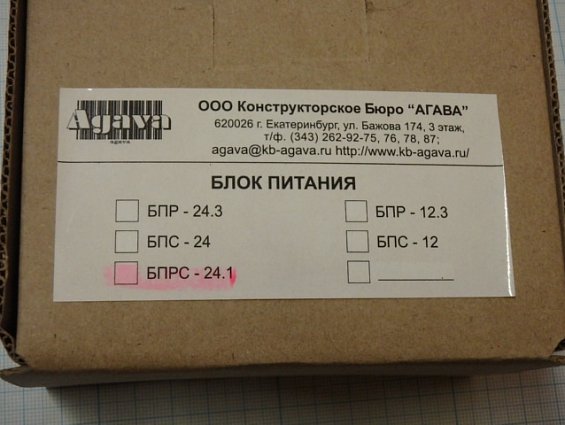 Agava
агава
ООО Конструкторское Бюро “АГАВА”
620026 г. Екатеринбург, ул. Бажова 174, 3 этаж,
т/ф. (343) 262-92-75, 76, 78, 87;
agava@kb-agava.ru http://www.kb-agava.ru/
БЛОК ПИТАНИЯ
БПР - 24.3 БПР - 12.3
БПС - 24 БПС - 12
БПРС - 24.1